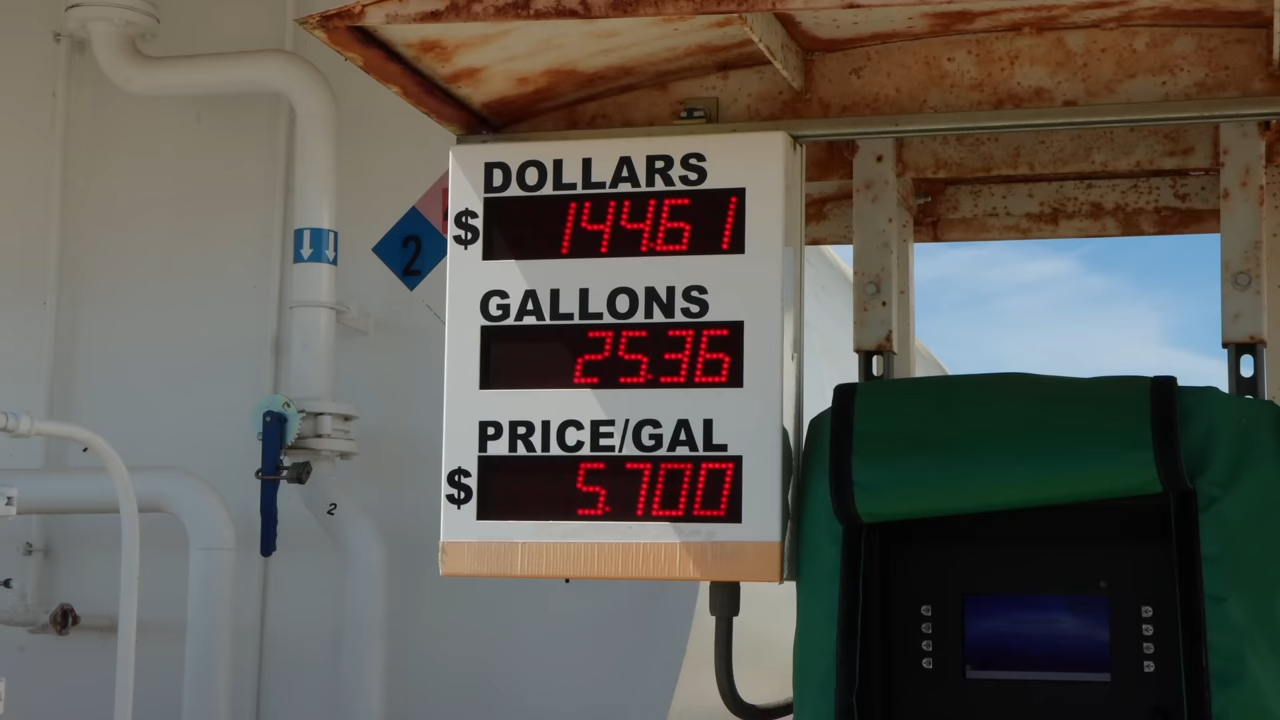 DOLLARS
$ 144.61
2
GALLONS
25.36
PRICE/GAL
$ 5.700
2